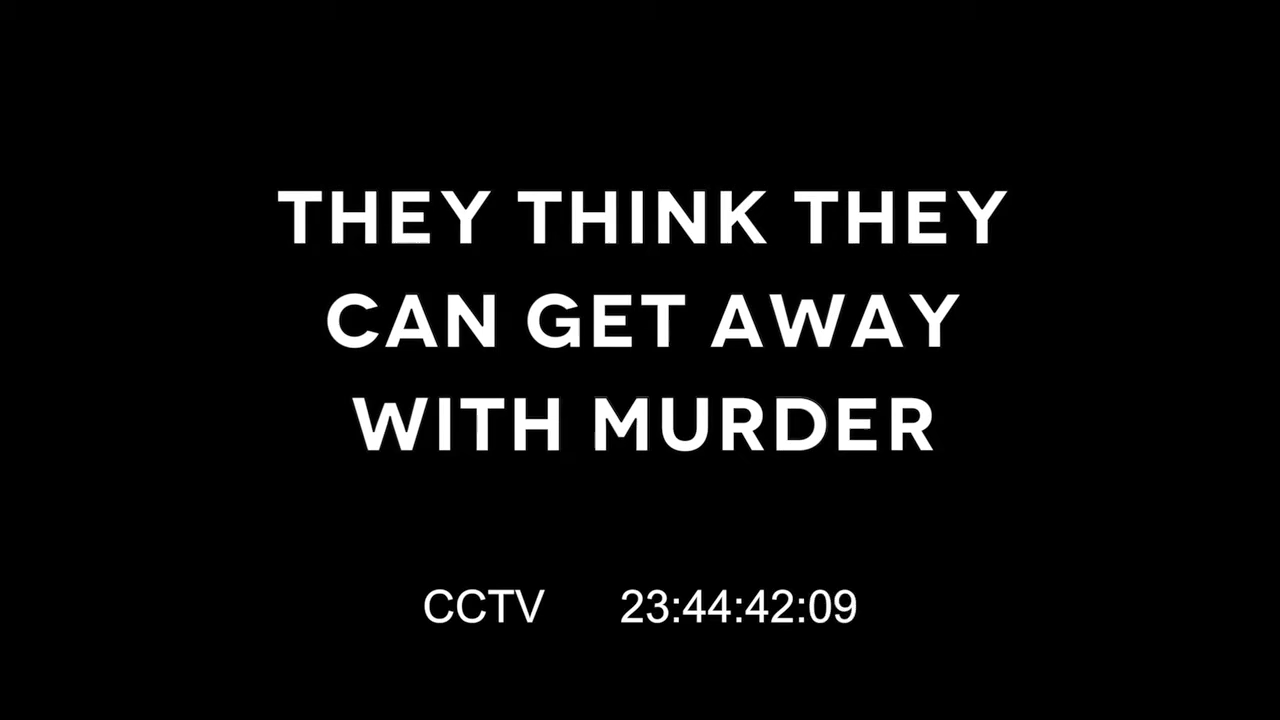 THEY THINK THEY
CAN GET AWAY
WITH MURDER
CCTV 23:44:42:09